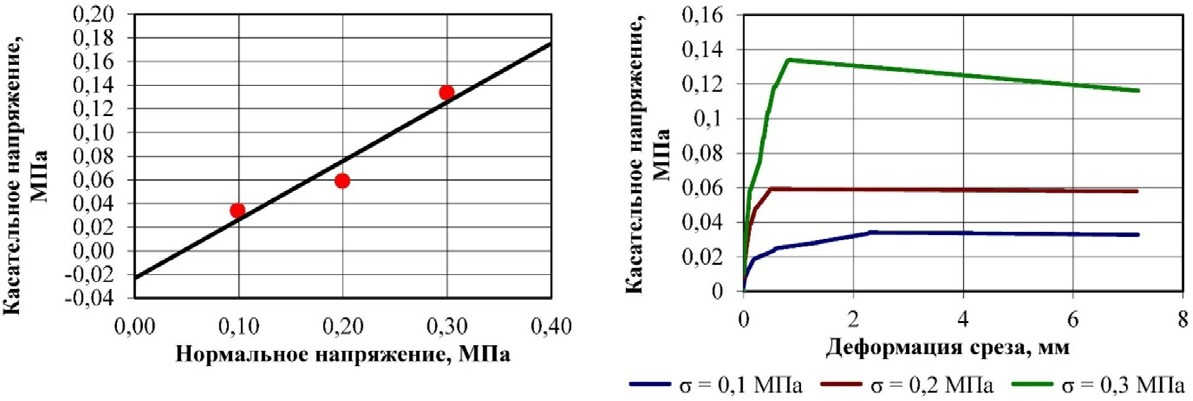 Касательное напряжение,
МПа
0,20
0,18
0,16
0,14
0,12
0,10
0,08
0,06
0,04
0,02
0,00
-0,02
-0,04
0,00 0,10 0,20 0,30 0,40
Нормальное напряжение, МПа
Касательное напряжение,
МПа
0,16
0,14
0,12
0,1
0,08
0,06
0,04
0,02
0
0 2 4 6 8
Деформация среза, мм
σ = 0,1 МПа σ = 0,2 МПа σ = 0,3 МПа